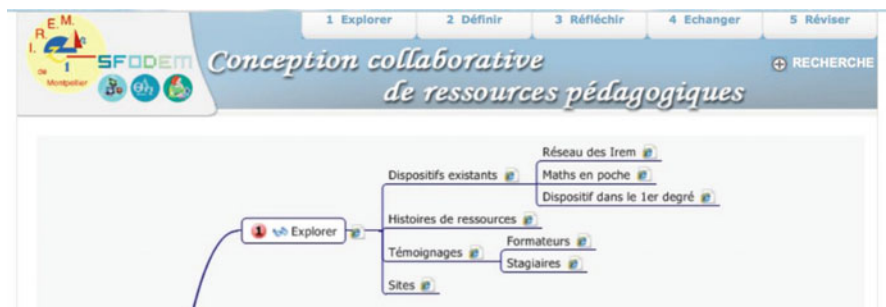 I. R. E M.
de Montpellier
SFODEM
1 Explorer 2 Définir 3 Réfléchir 4 Echanger 5 Réviser
Conception collaborative
de ressources pédagogiques
RECHERCHE
1 Explorer
Dispositifs existants
Réseau des Irem
Maths en poche
Dispositif dans le 1er degré
Histoires de ressources
Témoignages
Formateurs
Stagiaires
Sites